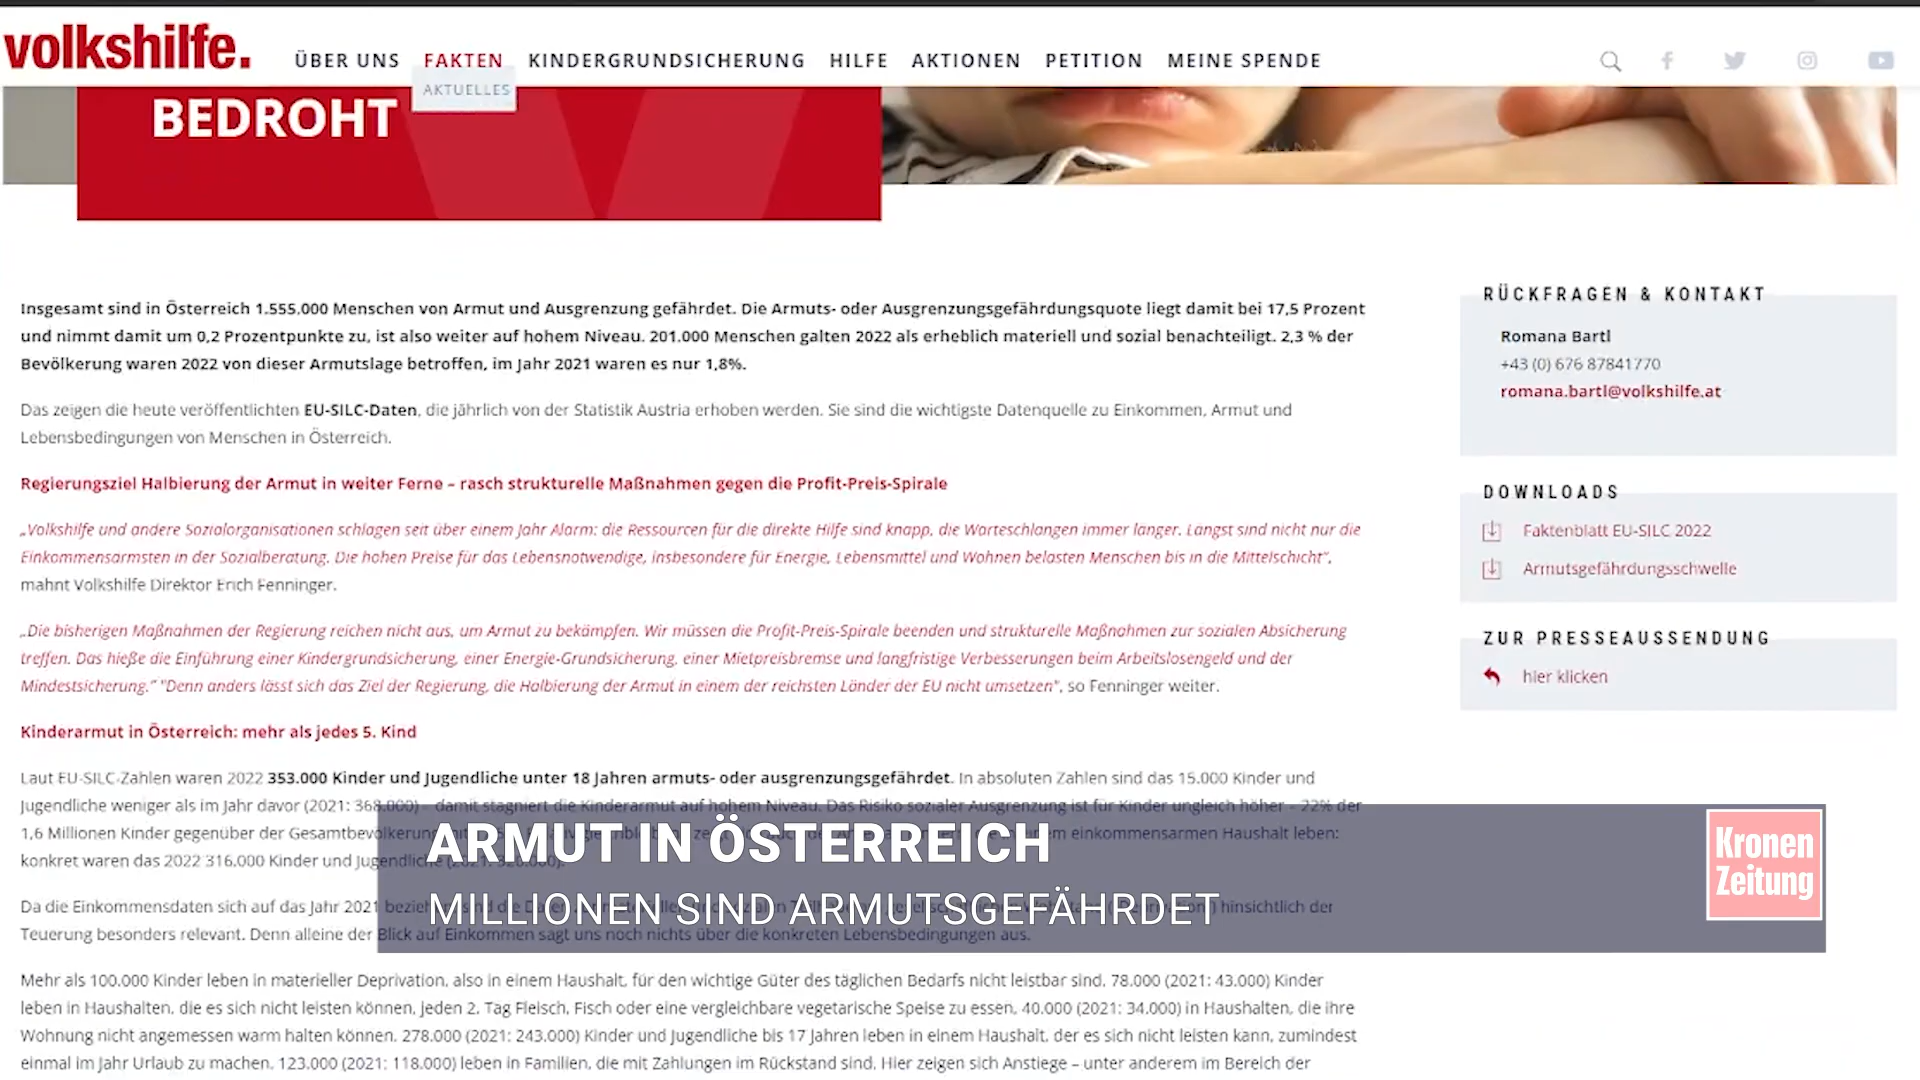 volkshilfe.
ÜBER UNS FAKTEN KINDERGRUNDSICHERUNG HILFE AKTIONEN PETITION MEINE SPENDE
AKTUELLES
BEDROHT
Insgesamt sind in Österreich 1.555.000 Menschen von Armut und Ausgrenzung gefährdet. Die Armuts- oder Ausgrenzungsgefährdungsquote liegt damit bei 17,5 Prozent
und nimmt damit um 0,2 Prozentpunkte zu, ist also weiter auf hohem Niveau. 201.000 Menschen galten 2022 als erheblich materiell und sozial benachteiligt. 2,3 % der
Bevölkerung waren 2022 von dieser Armutslage betroffen, im Jahr 2021 waren es nur 1,8%.
Das zeigen die heute veröffentlichten EU-SILC-Daten, die jährlich von der Statistik Austria erhoben werden. Sie sind die wichtigste Datenquelle zu Einkommen, Armut und
Lebensbedingungen von Menschen in Österreich.
Regierungsziel Halbierung der Armut in weiter Ferne – rasch strukturelle Maßnahmen gegen die Profit-Preis-Spirale
„Volkshilfe und andere Sozialorganisationen schlagen seit über einem Jahr Alarm: die Ressourcen für die direkte Hilfe sind knapp, die Warteschlangen immer länger. Längst sind nicht nur die
Einkommensärmsten in der Sozialberatung. Die hohen Preise für das Lebensnotwendige, insbesondere für Energie, Lebensmittel und Wohnen belasten Menschen bis in die Mittelschicht",
mahnt Volkshilfe Direktor Erich Fenninger.
„Die bisherigen Maßnahmen der Regierung reichen nicht aus, um Armut zu bekämpfen. Wir müssen die Profit-Preis-Spirale beenden und strukturelle Maßnahmen zur sozialen Absicherung
treffen. Das hieße die Einführung einer Kindergrundsicherung, einer Energie-Grundsicherung, einer Mietpreisbremse und langfristige Verbesserungen beim Arbeitslosengeld und der
Mindestsicherung." "Denn anders lässt sich das Ziel der Regierung, die Halbierung der Armut in einem der reichsten Länder der EU nicht umsetzen", so Fenninger weiter.
Kinderarmut in Österreich: mehr als jedes 5. Kind
Laut EU-SILC-Zahlen waren 2022 353.000 Kinder und Jugendliche unter 18 Jahren armuts- oder ausgrenzungsgefährdet. In absoluten Zahlen sind das 15.000 Kinder und
Jugendliche weniger als im Jahr davor (2021: 368.000) – damit stagniert die Kinderarmut auf hohem Niveau. Das Risiko sozialer Ausgrenzung ist für Kinder ungleich höher – 22% der
1,6 Millionen Kinder gegenüber der Gesamtbevölkerung einkommensarmen Haushalt leben:
konkret waren das 2022 316.000 Kinder und Jugendliche
Da die Einkommensdaten sich auf das Jahr 2021 hinsichtlich der
Teuerung besonders relevant. Denn alleine der Blick auf Einkommen sagt uns noch nichts über die konkreten Lebensbedingungen aus.
Mehr als 100.000 Kinder leben in materieller Deprivation, also in einem Haushalt, für den wichtige Güter des täglichen Bedarfs nicht leistbar sind. 78.000 (2021: 43.000) Kinder
leben in Haushalten, die es sich nicht leisten können, jeden 2. Tag Fleisch, Fisch oder eine vergleichbare vegetarische Speise zu essen, 40.000 (2021: 34.000) in Haushalten, die ihre
Wohnung nicht angemessen warm halten können. 278.000 (2021: 243.000) Kinder und Jugendliche bis 17 Jahren leben in einem Haushalt, der es sich nicht leisten kann, zumindest
einmal im Jahr Urlaub zu machen. 123.000 (2021: 118.000) leben in Familien, die mit Zahlungen im Rückstand sind. Hier zeigen sich Anstiege – unter anderem im Bereich der
RÜCKFRAGEN & KONTAKT
Romana Bartl
+43 (0) 676 87841770
romana.bartl@volkshilfe.at
DOWNLOADS
Faktenblatt EU-SILC 2022
Armutsgefährdungsschwelle
ZUR PRESSEAUSSENDUNG
hier klicken
ARMUT IN ÖSTERREICH
MILLIONEN SIND ARMUTSGEFÄHRDET
Kronen
Zeitung